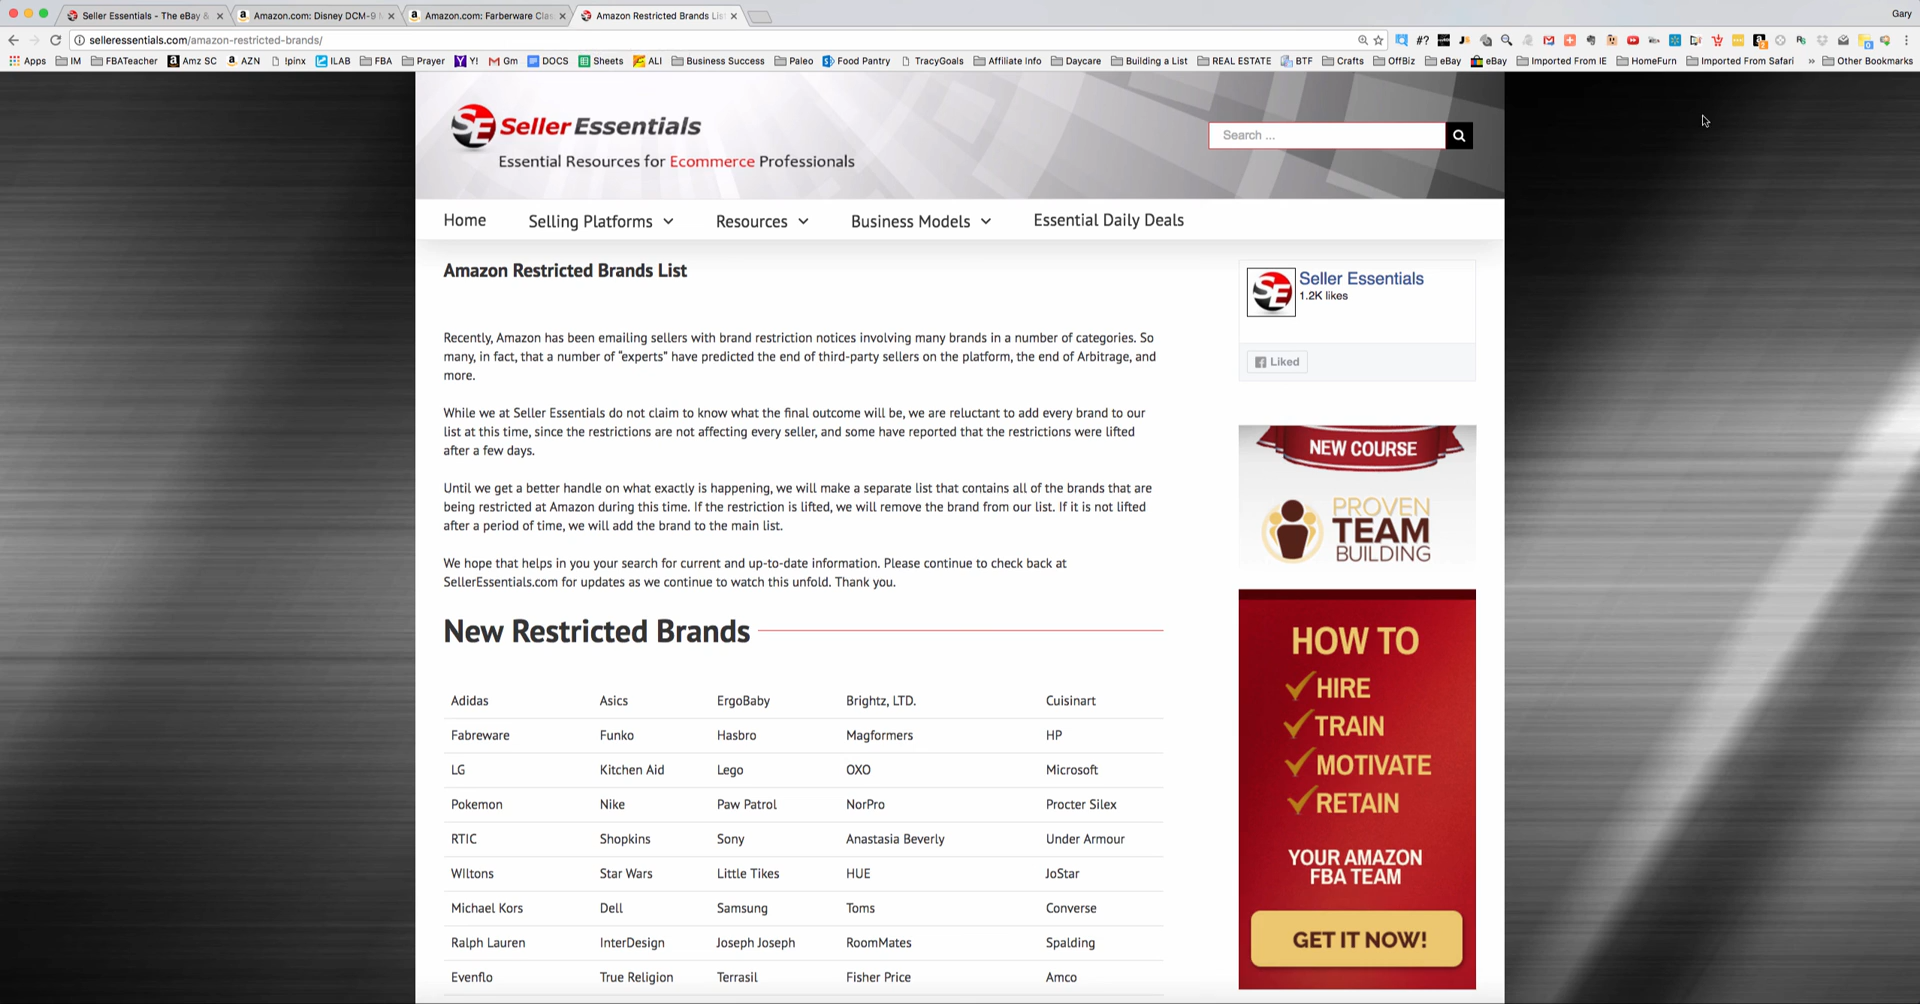 Seller Essentials - The eBay &
Amazon.com: Disney DCM-9
Amazon.com: Farberware Clas
Amazon Restricted Brands Lis
Gary
selleressentials.com/amazon-restricted-brands/
Apps IM FBATeacher Amz SC AZN !pinx ILAB FBA Prayer Y! Gm DOCS Sheets ALI Business Success Paleo Food Pantry TracyGoals Affiliate Info Daycare Building a List REAL ESTATE BTF Crafts OffBiz eBay eBay Imported From IE HomeFurn Imported From Safari » Other Bookmarks
SE Seller Essentials
Essential Resources for Ecommerce Professionals
Search ...
Home Selling Platforms Resources Business Models Essential Daily Deals
Amazon Restricted Brands List
Recently, Amazon has been emailing sellers with brand restriction notices involving many brands in a number of categories. So
many, in fact, that a number of "experts" have predicted the end of third-party sellers on the platform, the end of Arbitrage, and
more.
While we at Seller Essentials do not claim to know what the final outcome will be, we are reluctant to add every brand to our
list at this time, since the restrictions are not affecting every seller, and some have reported that the restrictions were lifted
after a few days.
Until we get a better handle on what exactly is happening, we will make a separate list that contains all of the brands that are
being restricted at Amazon during this time. If the restriction is lifted, we will remove the brand from our list. If it is not lifted
after a period of time, we will add the brand to the main list.
We hope that helps in you your search for current and up-to-date information. Please continue to check back at
SellerEssentials.com for updates as we continue to watch this unfold. Thank you.
New Restricted Brands
Adidas Asics ErgoBaby Brightz, LTD. Cuisinart
Fabreware Funko Hasbro Magformers HP
LG Kitchen Aid Lego OXO Microsoft
Pokemon Nike Paw Patrol NorPro Procter Silex
RTIC Shopkins Sony Anastasia Beverly Under Armour
WIltons Star Wars Little Tikes HUE JoStar
Michael Kors Dell Samsung Toms Converse
Ralph Lauren InterDesign Joseph Joseph RoomMates Spalding
Evenflo True Religion Terrasil Fisher Price Amco
SE Seller Essentials
1.2K likes
Liked
NEW COURSE
PROVEN
TEAM
BUILDING
HOW TO
HIRE
TRAIN
MOTIVATE
RETAIN
YOUR AMAZON
FBA TEAM
GET IT NOW!